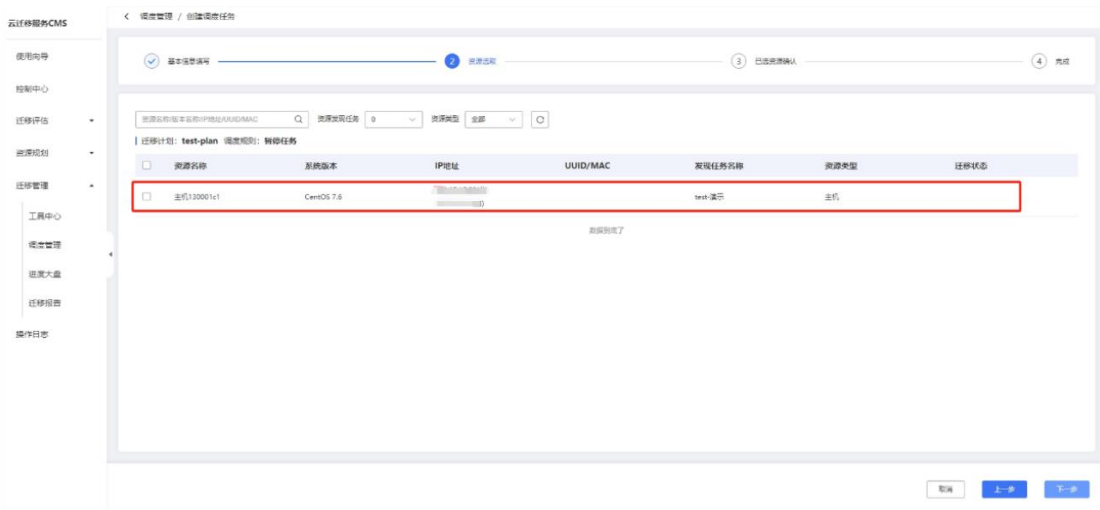 云迁移服务CMS
< 调度管理 / 创建调度任务
使用向导
控制中心
迁移评估
资源规划
迁移管理
工具中心
调度管理
进度大盘
迁移报告
操作日志
基本信息填写
2 资源选取
3 已选资源确认
4 完成
资源名称/版本名称/IP地址/UUID/MAC
资源发现任务 0
资源类型 全部
迁移计划: test-plan 调度规则: 暂停任务
资源名称 系统版本 IP地址 UUID/MAC 发现任务名称 资源类型 迁移状态
主机130001c1 CentOS 7.6 test-演示 主机
数据到底了
取消 上一步 下一步